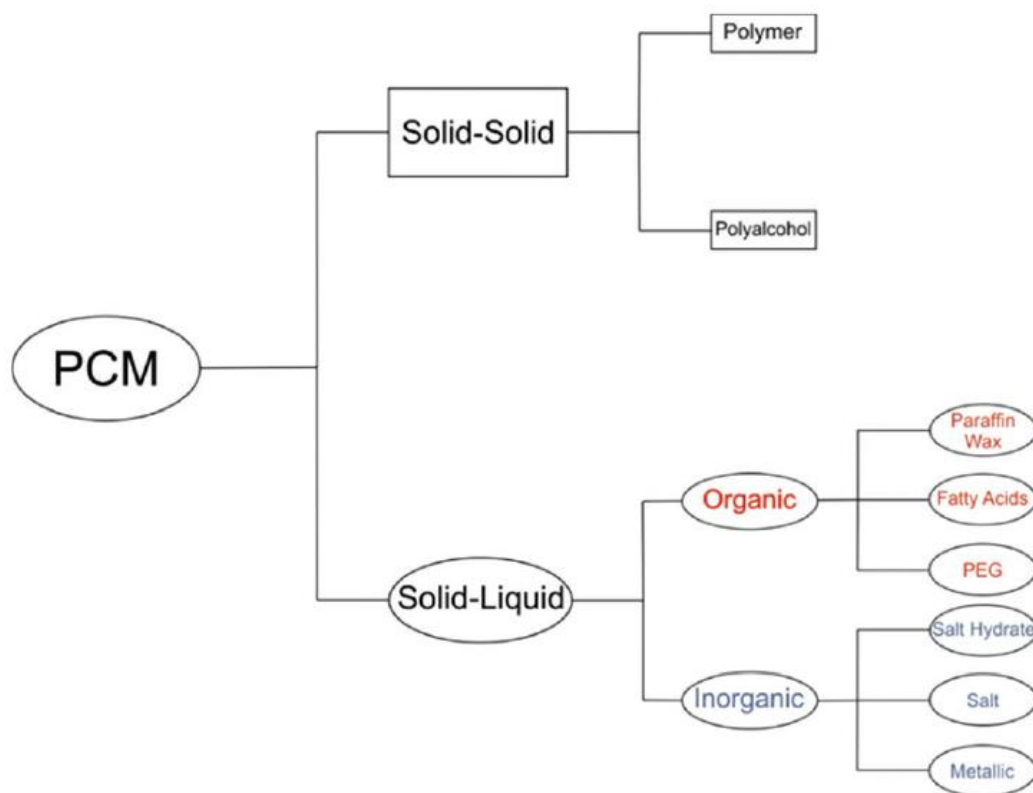 Polymer
Solid-Solid
Polyalcohol
PCM
Paraffin
Wax
Organic
Fatty Acids
PEG
Solid-Liquid
Salt Hydrate
Inorganic
Salt
Metallic